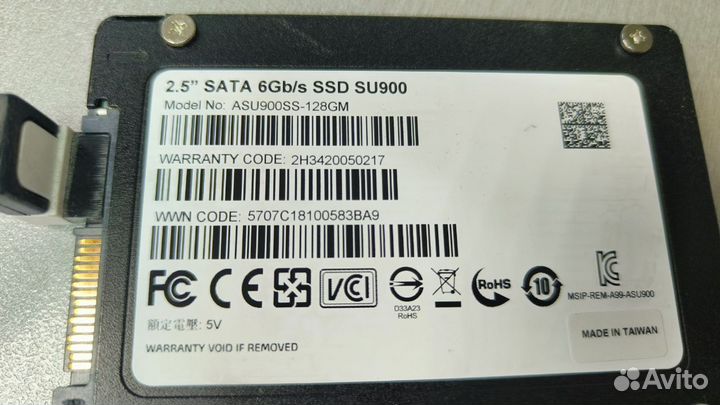 2.5" SATA 6Gb/s SSD SU900
Model No: ASU900SS-128GM
WARRANTY CODE: 2H3420050217
WWN CODE: 5707C18100583BA9
FC CE VCI RoHS 10
D33A23
RoHS
MSIP-REM-A99-ASU900
額定電壓: 5V
MADE IN TAIWAN
WARRANTY VOID IF REMOVED
Avito